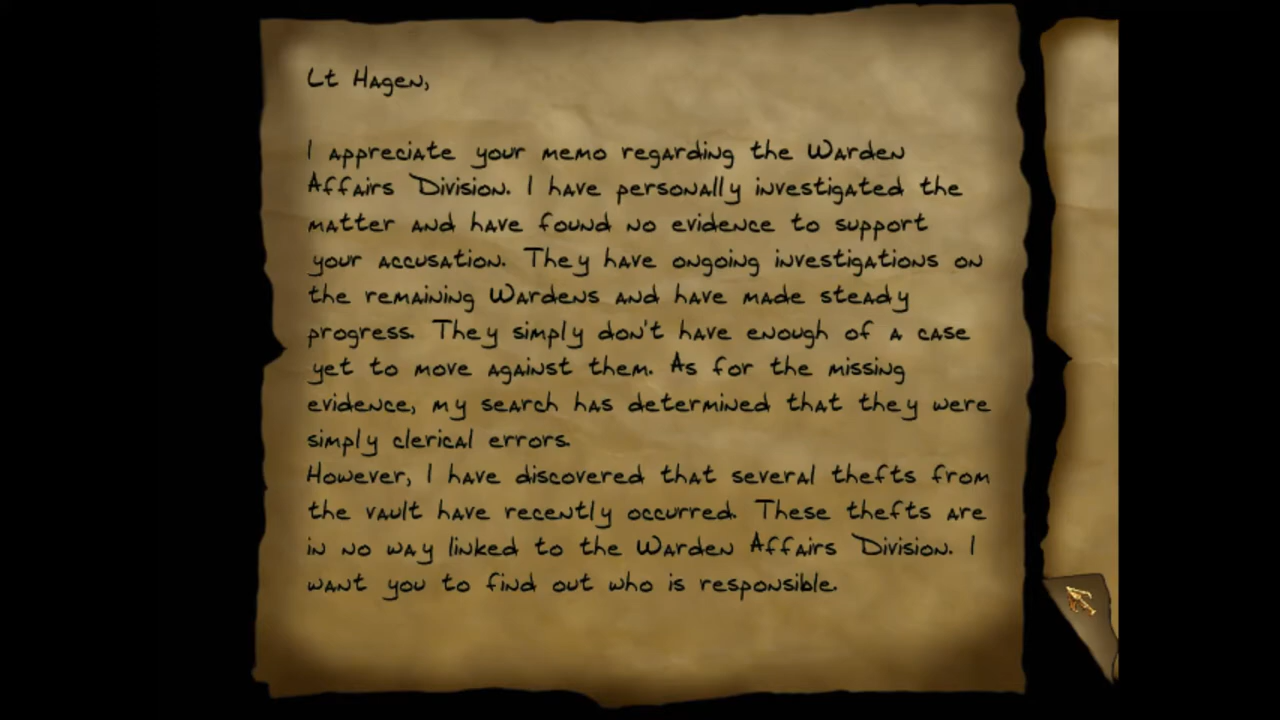 Lt Hagen,
I appreciate your memo regarding the Warden
Affairs Division. I have personally investigated the
matter and have found no evidence to support
your accusation. They have ongoing investigations on
the remaining Wardens and have made steady
progress. They simply don't have enough of a case
yet to move against them. As for the missing
evidence, my search has determined that they were
simply clerical errors.
However, I have discovered that several thefts from
the vault have recently occurred. These thefts are
in no way linked to the Warden Affairs Division. I
want you to find out who is responsible.